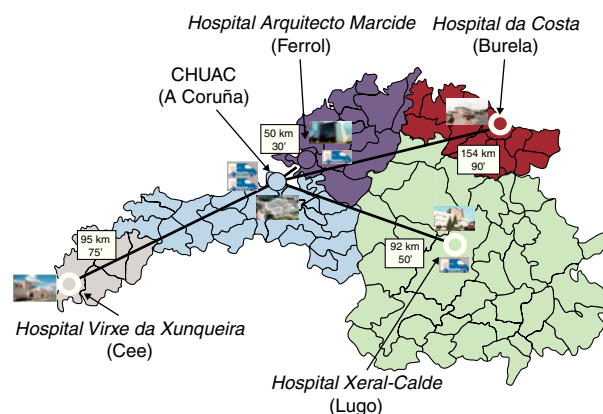 Hospital Arquitecto Marcide
(Ferrol)
Hospital da Costa
(Burela)
CHUAC
(A Coruña)
50 km
30'
154 km
90'
95 km
75'
92 km
50'
Hospital Virxe da Xunqueira
(Cee)
Hospital Xeral-Calde
(Lugo)